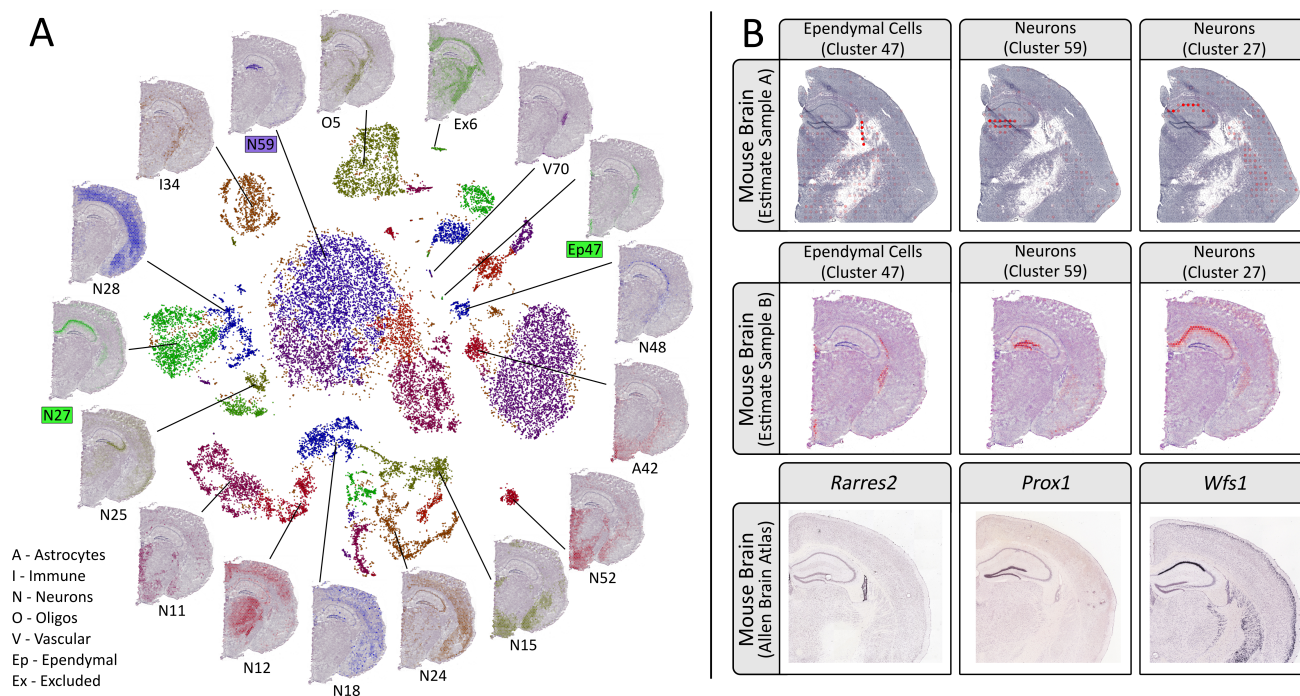 A
N59
O5
Ex6
V70
I34
Ep47
N28
N48
N27
A42
N25
N52
N11
N15
N12
N24
N18
A - Astrocytes
I - Immune
N - Neurons
O - Oligos
V - Vascular
Ep - Ependymal
Ex - Excluded
B
Ependymal Cells
(Cluster 47)
Neurons
(Cluster 59)
Neurons
(Cluster 27)
Mouse Brain
(Estimate Sample A)
Ependymal Cells
(Cluster 47)
Neurons
(Cluster 59)
Neurons
(Cluster 27)
Mouse Brain
(Estimate Sample B)
Rarres2
Prox1
Wfs1
Mouse Brain
(Allen Brain Atlas)